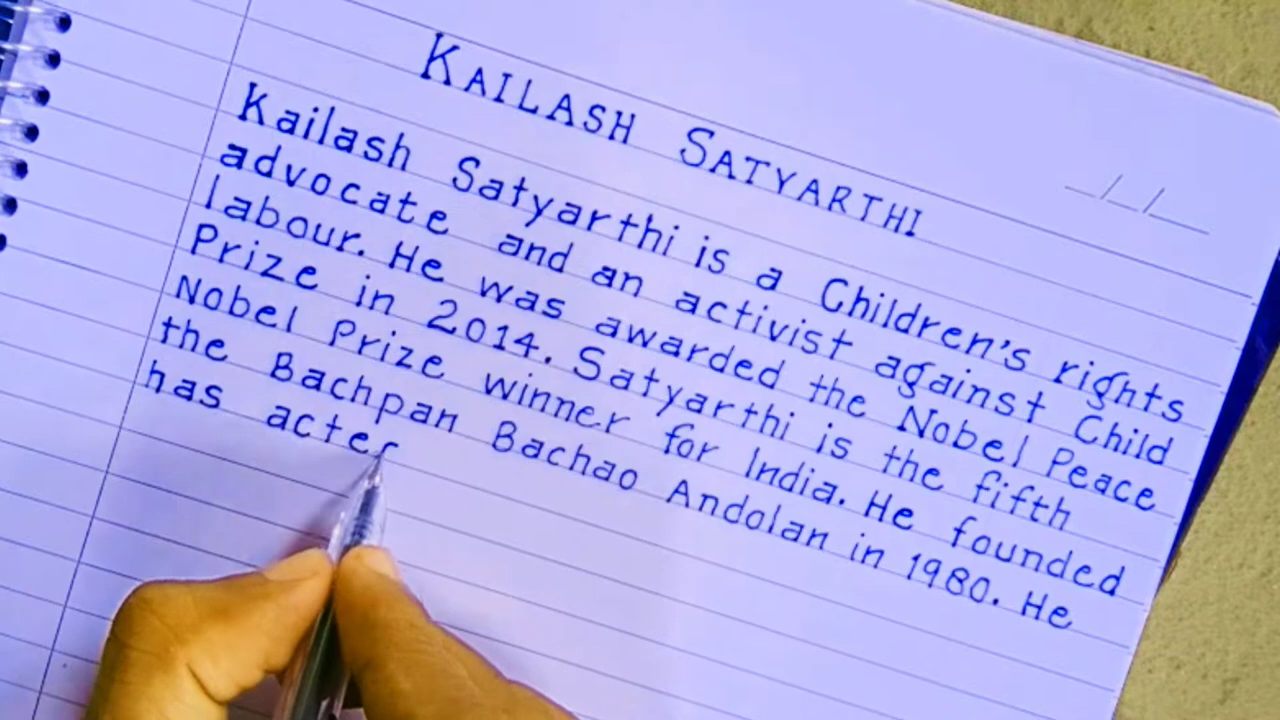 KAILASH SATYARTHI
Kailash Satyarthi is a Children's rights
advocate and an activist against Child
labour. He was awarded the Nobel Peace
Prize in 2014. Satyarthi is the fifth
Nobel Prize winner for India. He founded
the Bachpan Bachao Andolan in 1980. He
has acte